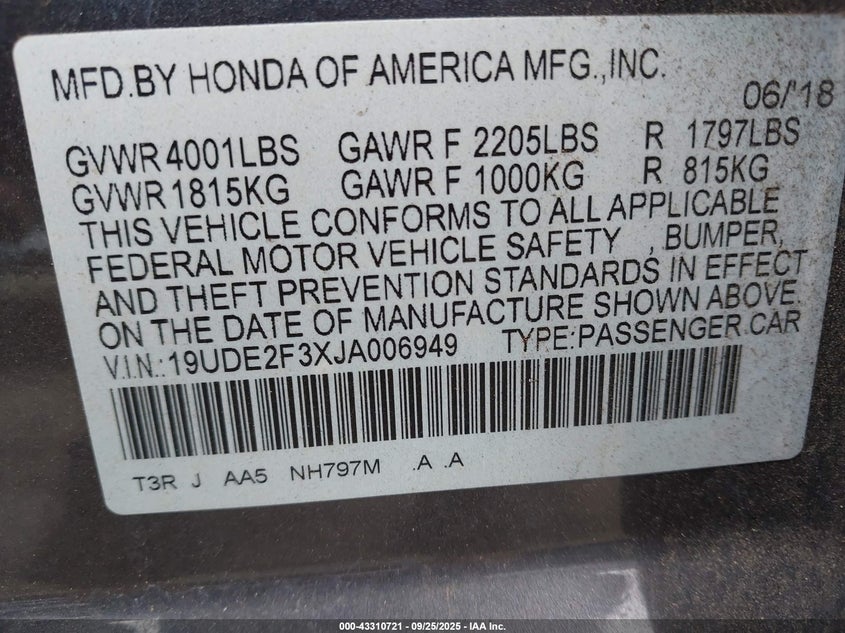 MFD.BY HONDA OF AMERICA MFG.,INC.
06/'18
GVWR 4001LBS GAWR F 2205LBS R 1797LBS
GVWR 1815KG GAWR F 1000KG R 815KG
THIS VEHICLE CONFORMS TO ALL APPLICABLE
FEDERAL MOTOR VEHICLE SAFETY , BUMPER,
AND THEFT PREVENTION STANDARDS IN EFFECT
ON THE DATE OF MANUFACTURE SHOWN ABOVE.
V.I.N.:19UDE2F3XJA006949 TYPE:PASSENGER CAR
T3R J AA5 NH797M .A .A
000-43310721 - 09/25/2025 - IAA Inc.